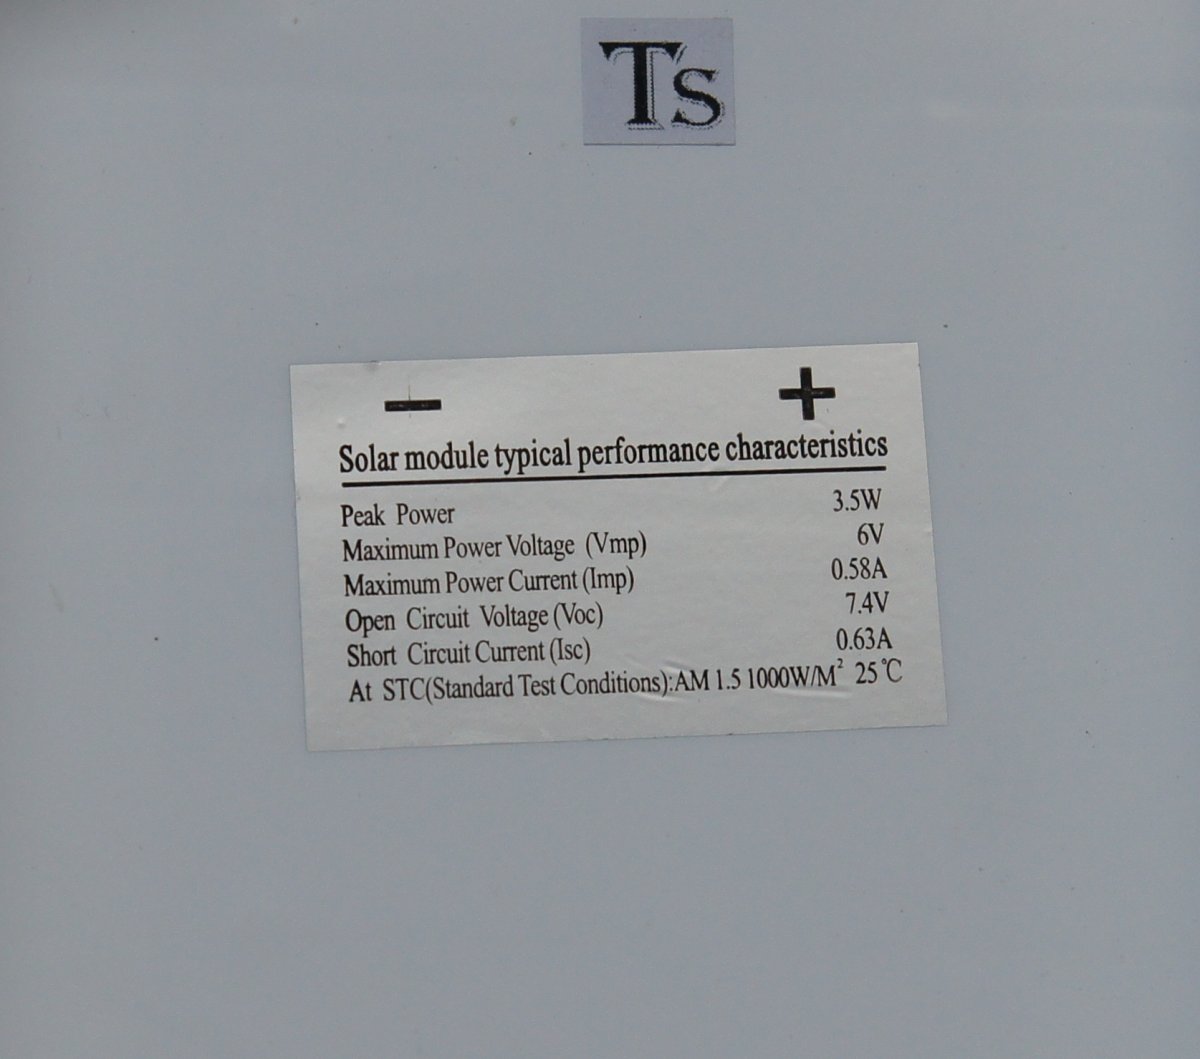 Ts
− +
Solar module typical performance characteristics
Peak Power 3.5W
Maximum Power Voltage (Vmp) 6V
Maximum Power Current (Imp) 0.58A
Open Circuit Voltage (Voc) 7.4V
Short Circuit Current (Isc) 0.63A
At STC(Standard Test Conditions):AM 1.5 1000W/M² 25℃